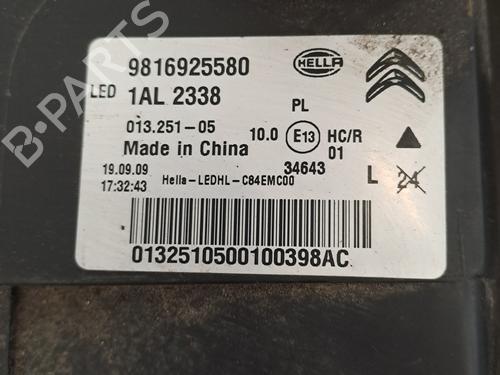 B-PARTS
9816925580
HELLA
LED 1AL 2338
PL
013.251-05
10.0 E13 HC/R
01
Made in China
34643
19.09.09
17:32:43
Hella-LEDHL-C84EMC00
L 24
0132510500100398AC